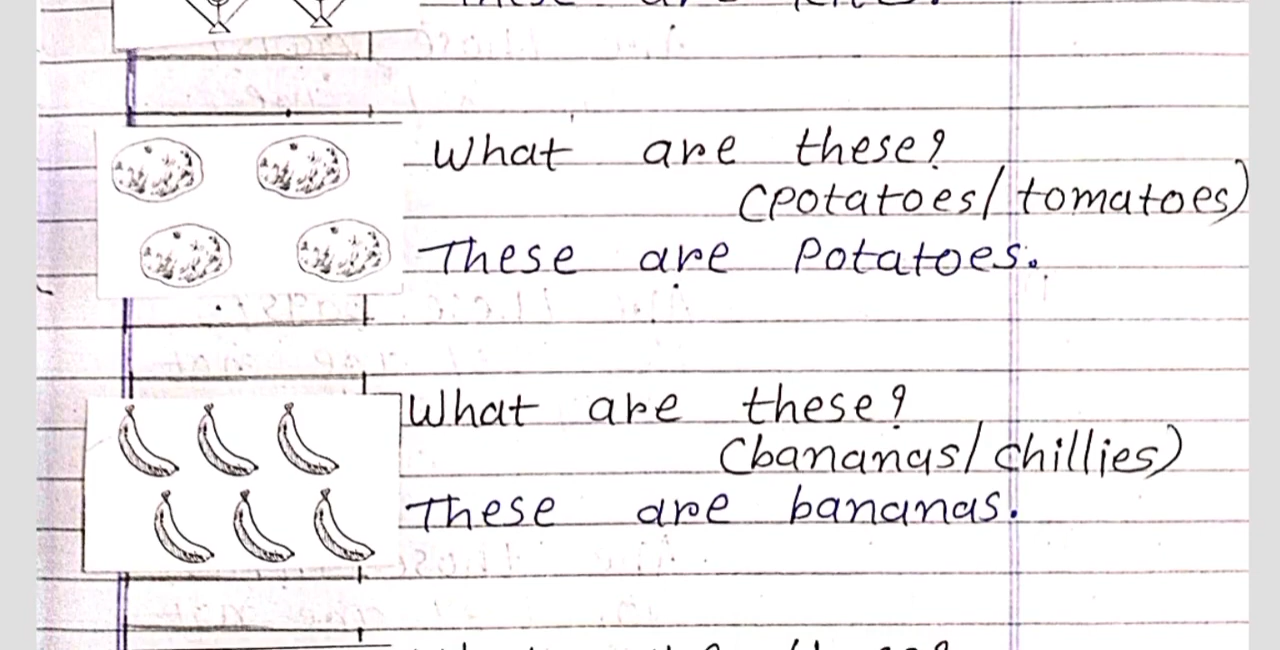 What are these?
(potatoes/tomatoes)
These are Potatoes.
What are these?
(bananas/chillies)
These are bananas.